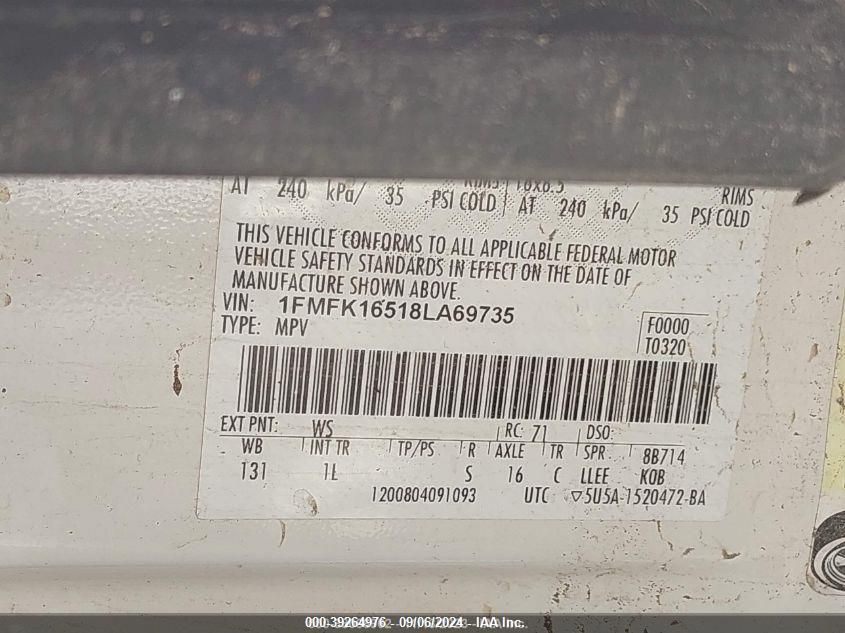 RIMS 18X8.5 RIMS
AT 240 kPa/ 35 PSI COLD AT 240 kPa/ 35 PSI COLD
THIS VEHICLE CONFORMS TO ALL APPLICABLE FEDERAL MOTOR
VEHICLE SAFETY STANDARDS IN EFFECT ON THE DATE OF
MANUFACTURE SHOWN ABOVE.
VIN: 1FMFK16518LA69735
TYPE: MPV
F0000
T0320
EXT PNT: WS RC: 71 DSO:
WB INT TR TP/PS R AXLE TR SPR 8B714
131 1L S 16 C LLEE KOB
1200804091093 UTC ▽5U5A-1520472-BA
000-39264976 - 09/06/2024 - IAA Inc.